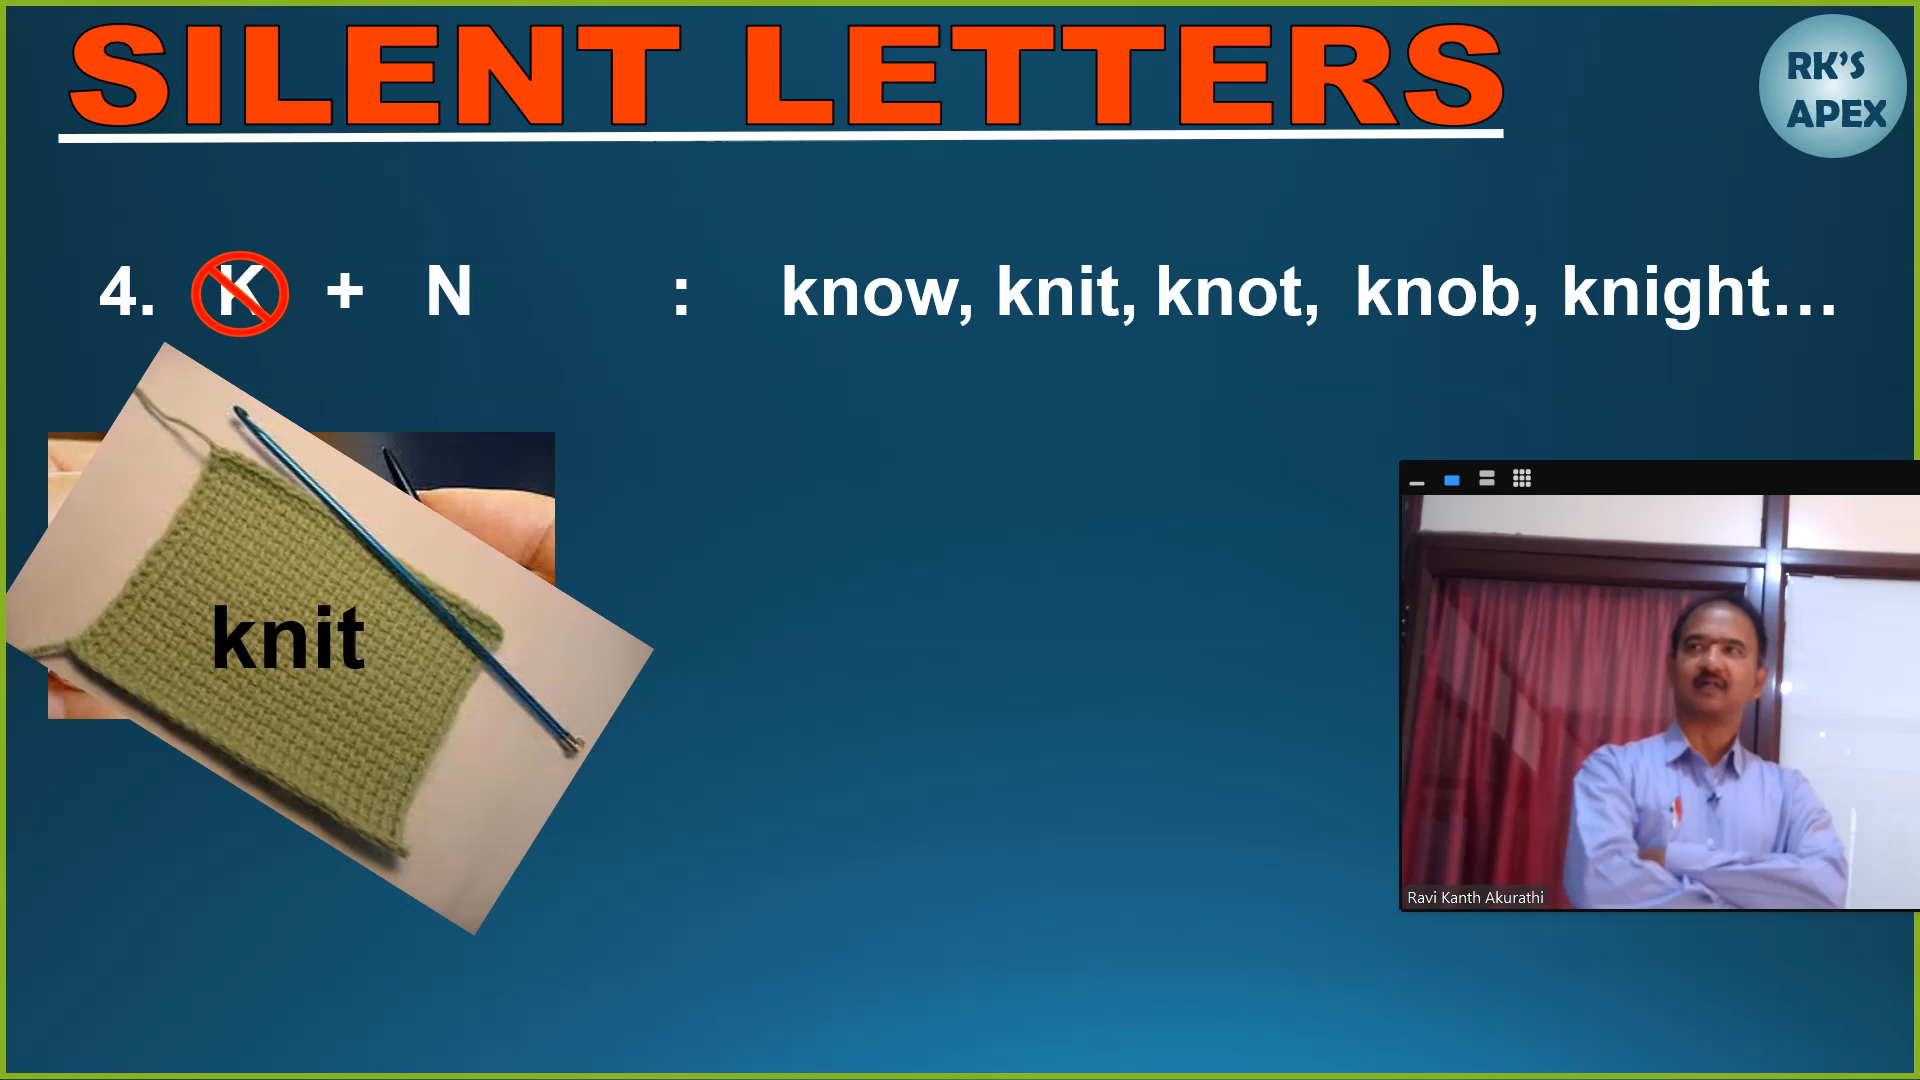 SILENT LETTERS
RK'S
APEX
4. K + N : know, knit, knot, knob, knight...
knit
Ravi Kanth Akurathi